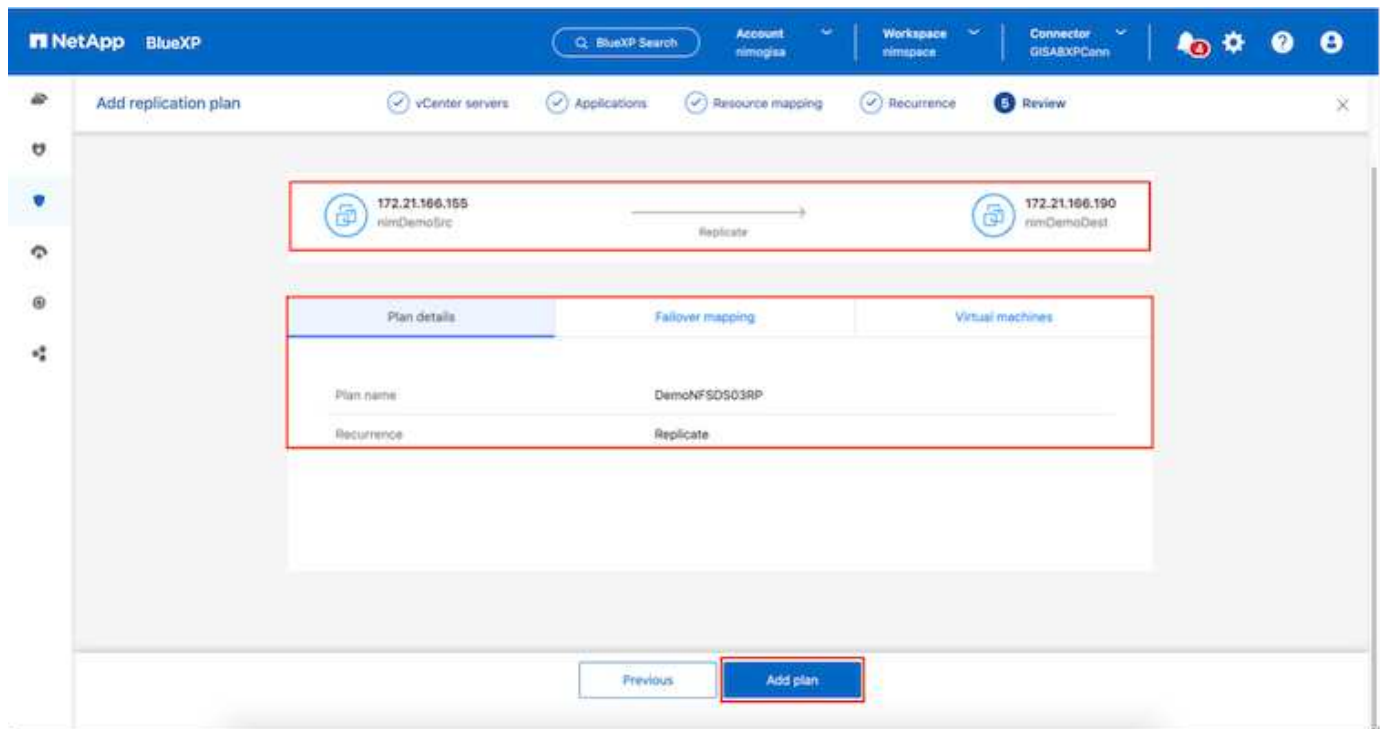 NetApp BlueXP
BlueXP Search
Account
nimogisa
Workspace
nimspace
Connector
GISABXPConn
4
?
Add replication plan
vCenter servers
Applications
Resource mapping
Recurrence
5 Review
172.21.166.155
nimDemoSrc
Replicate
172.21.166.190
nimDemoDest
Plan details
Failover mapping
Virtual machines
Plan name
DemoNFSDS03RP
Recurrence
Replicate
Previous
Add plan